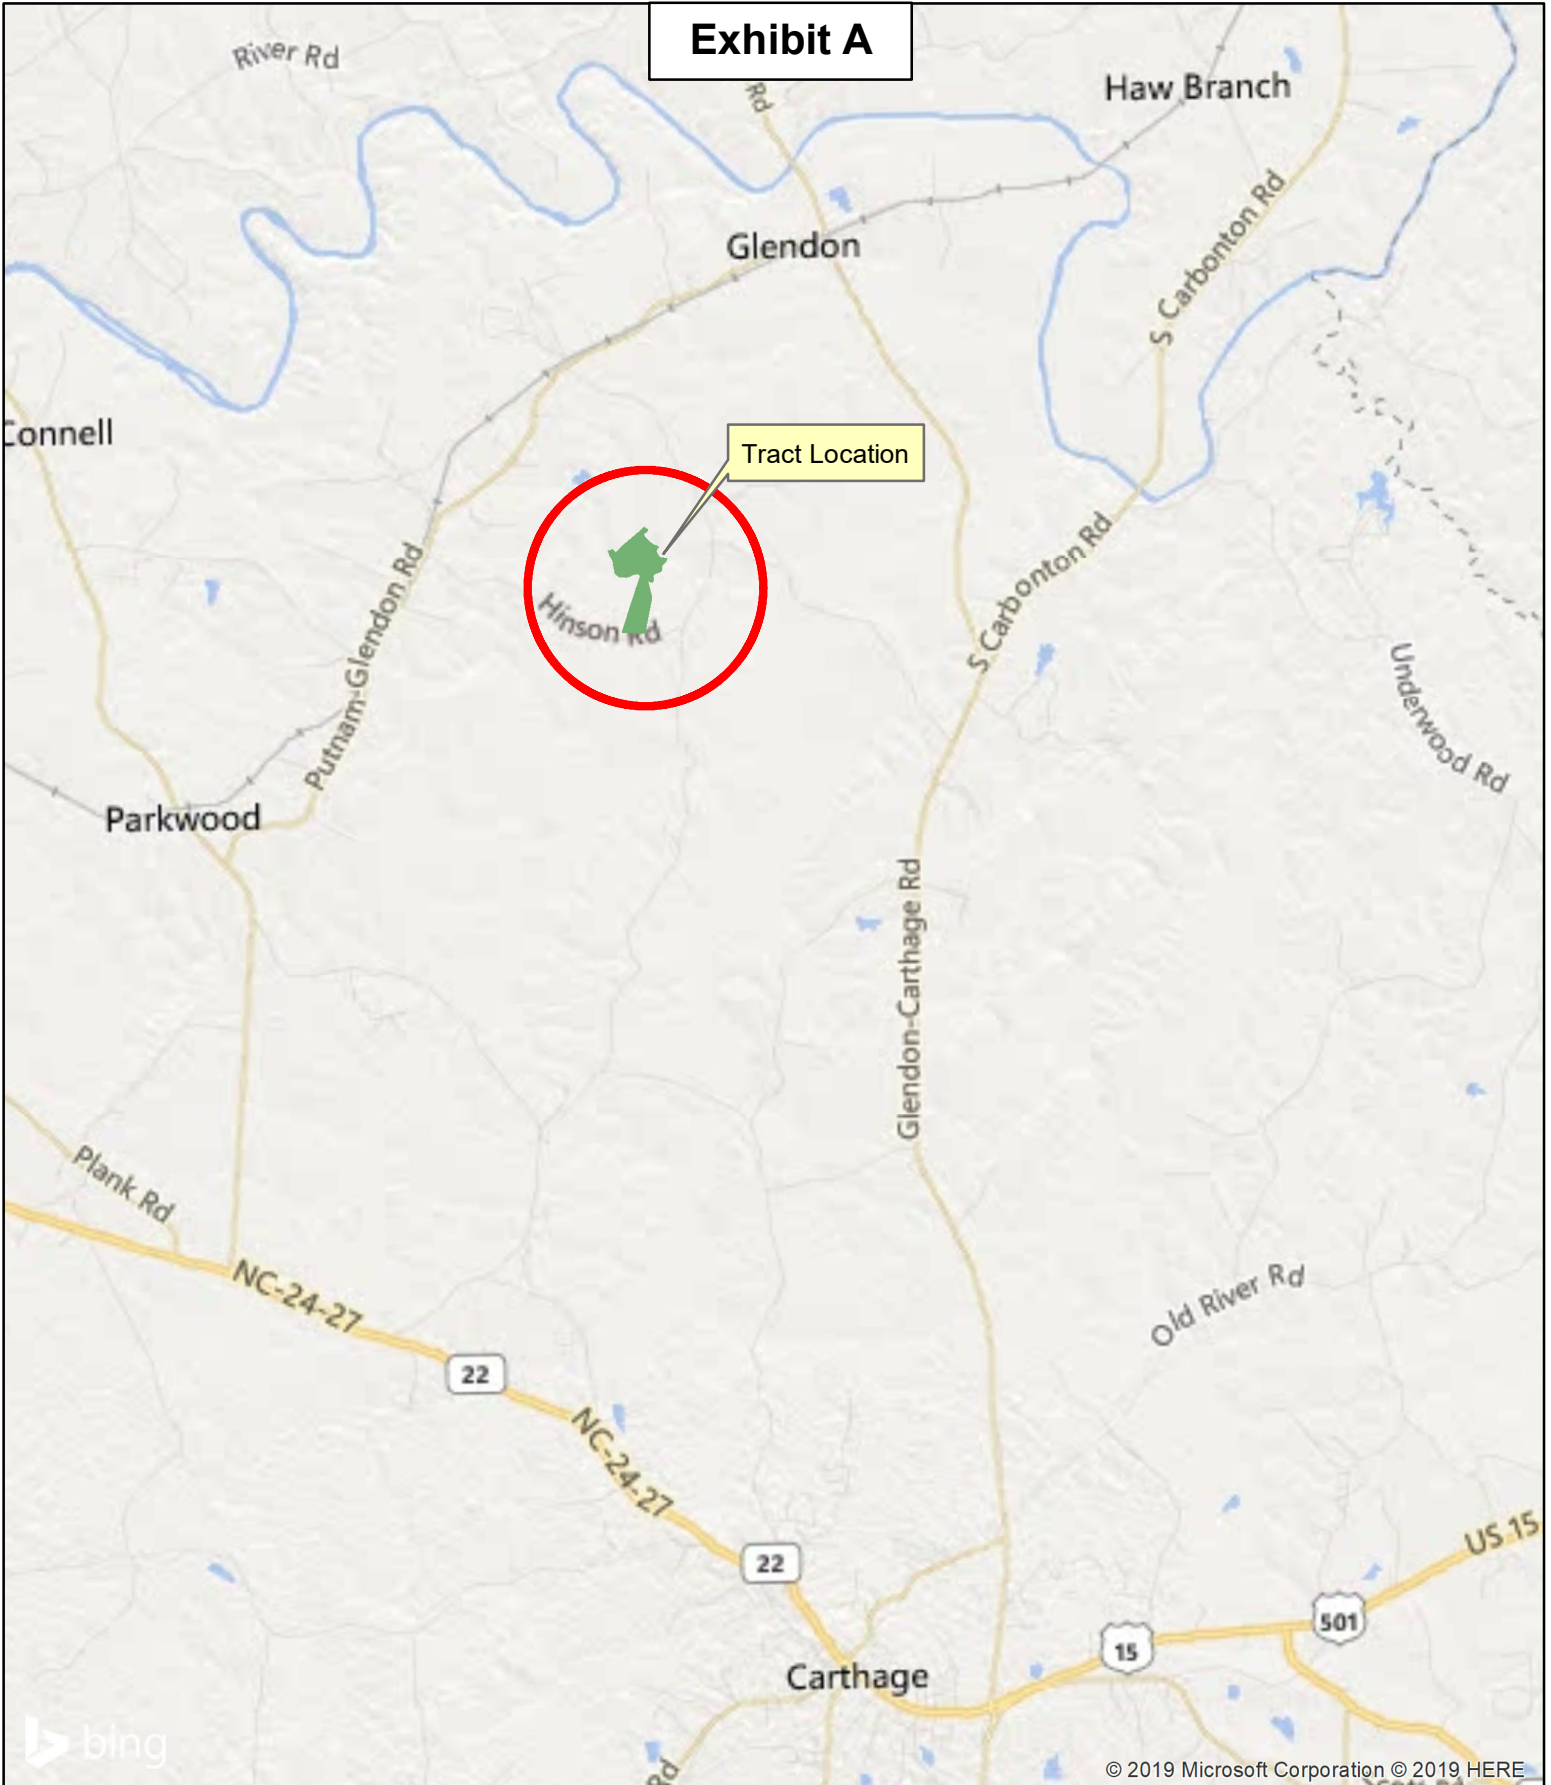 Exhibit A
River Rd
Rd
Haw Branch
Glendon
S Carbonton Rd
Connell
Tract Location
Putnam-Glendon Rd
Hinson Rd
S Carbonton Rd
Underwood Rd
Parkwood
Glendon-Carthage Rd
Plank Rd
NC-24-27
Old River Rd
22
NC-24-27
22
US 15
501
15
Carthage
bing
Rd
© 2019 Microsoft Corporation © 2019 HERE